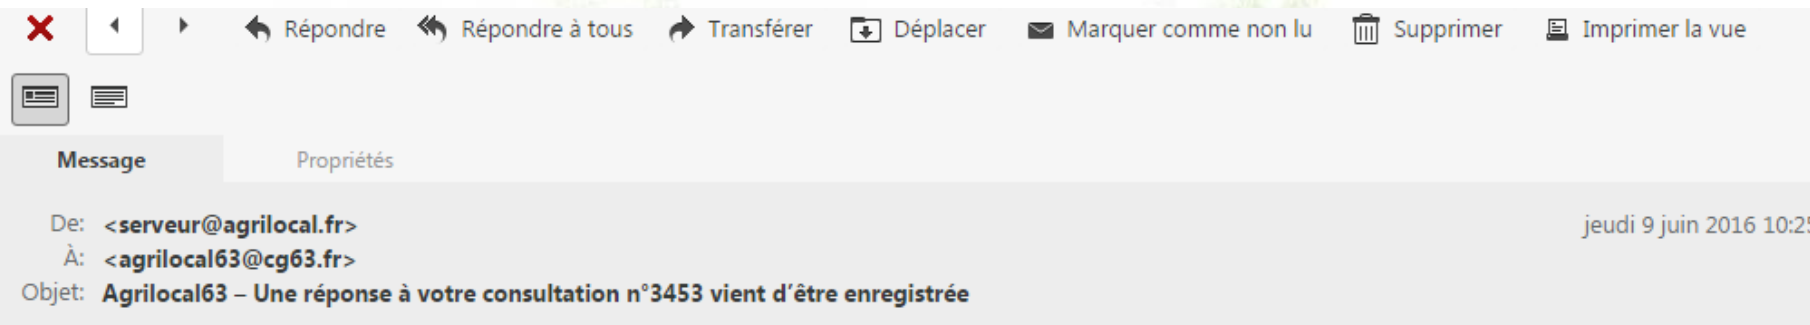 Répondre Répondre à tous Transférer Déplacer Marquer comme non lu Supprimer Imprimer la vue
Message Propriétés
De: <serveur@agrilocal.fr> jeudi 9 juin 2016 10:25
À: <agrilocal63@cg63.fr>
Objet: Agrilocal63 – Une réponse à votre consultation n°3453 vient d’être enregistrée